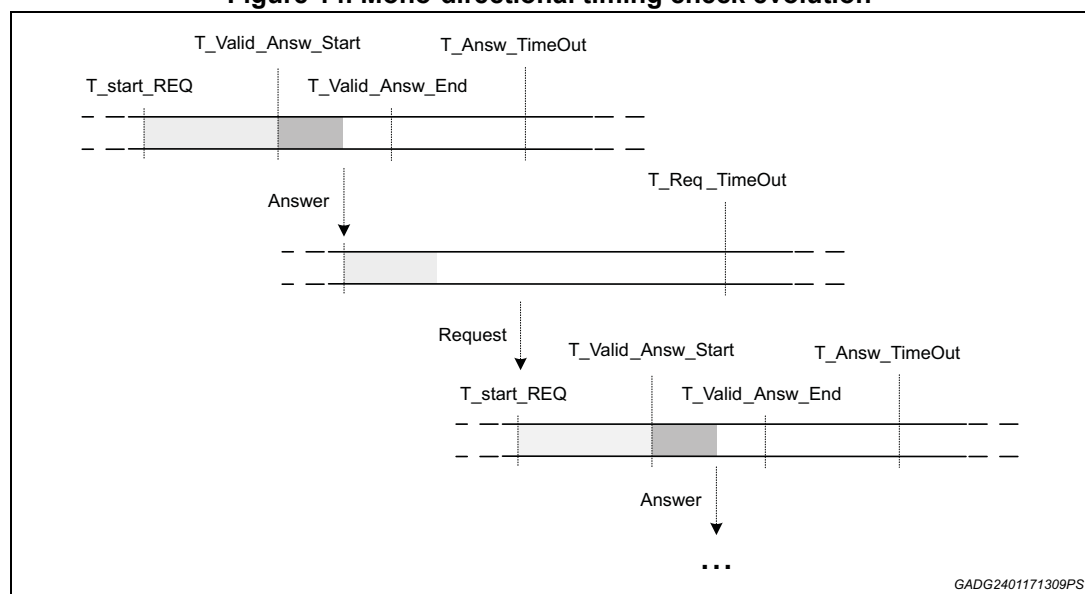 Figure 14. Mono-directional timing check evolution
T_Valid_Answ_Start
T_Answ_TimeOut
T_start_REQ
T_Valid_Answ_End
T_Req_TimeOut
Answer
Request
T_Valid_Answ_Start
T_Answ_TimeOut
T_start_REQ
T_Valid_Answ_End
Answer
...
GADG2401171309PS